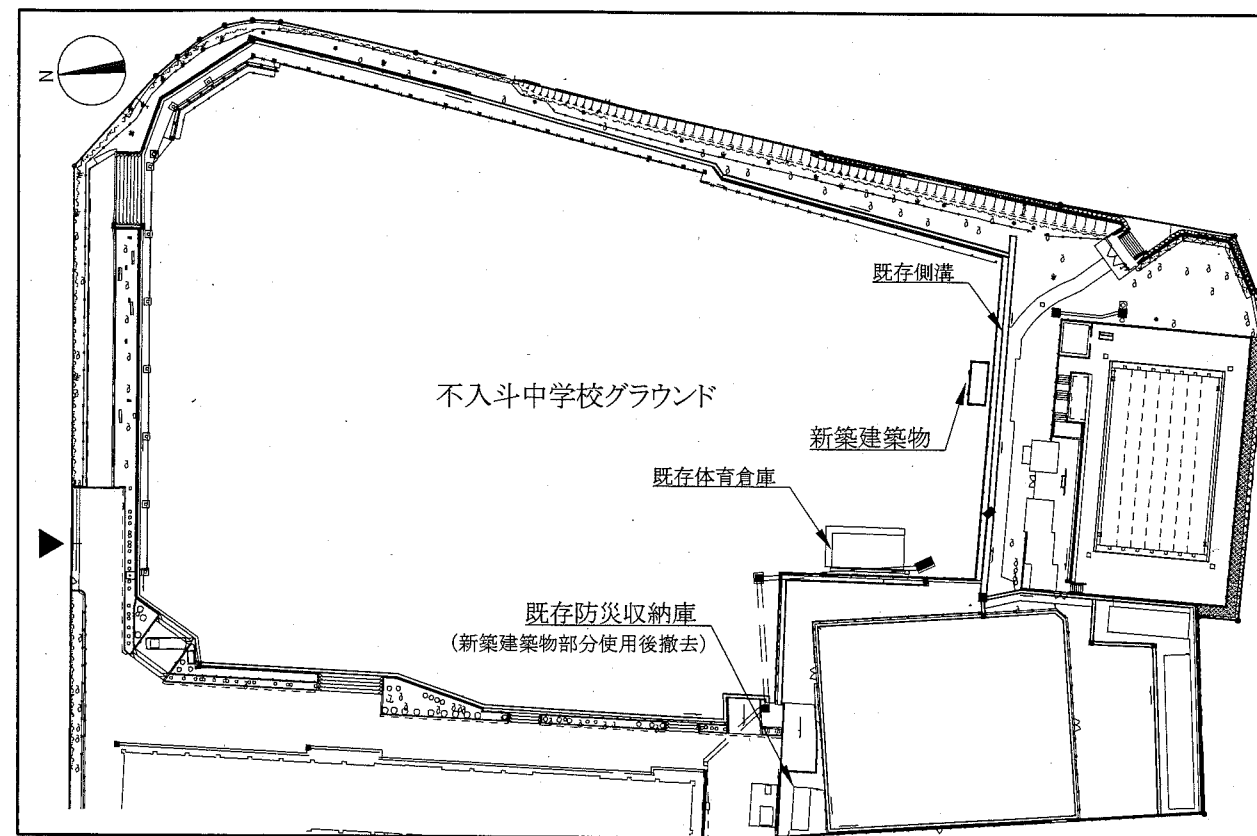 N
既存側溝
不入斗中学校グラウンド
新築建築物
既存体育倉庫
既存防災収納庫
(新築建築物部分使用後撤去)